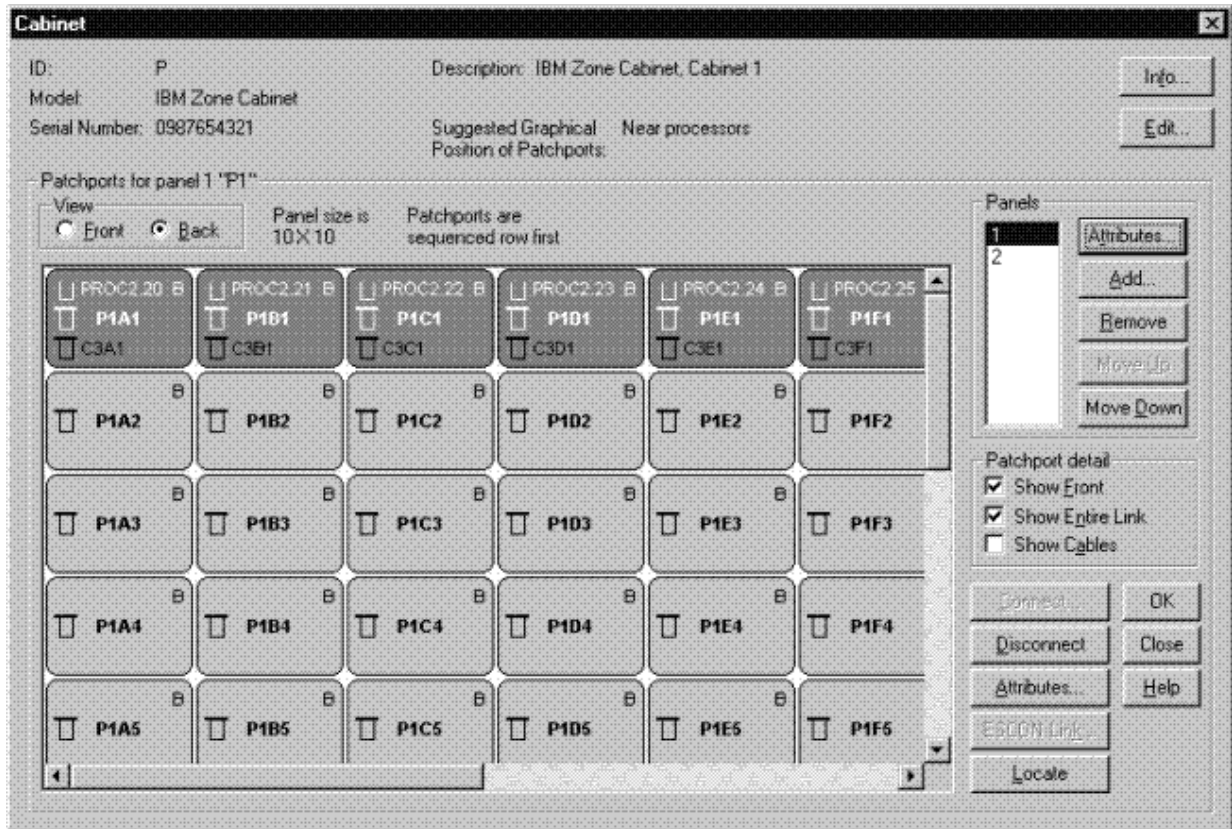 Cabinet
ID: P
Description: IBM Zone Cabinet, Cabinet 1
Info...
Model: IBM Zone Cabinet
Serial Number: 0987654321
Suggested Graphical Position of Patchports: Near processors
Edit...
Patchports for panel 1 "P1"
View
Front Back
Panel size is
10X10
Patchports are
sequenced row first
PROC2.20 B PROC2.21 B PROC2.22 B PROC2.23 B PROC2.24 B PROC2.25
P1A1 P1B1 P1C1 P1D1 P1E1 P1F1
C3A1 C3B1 C3C1 C3D1 C3E1 C3F1
B B B B B
P1A2 P1B2 P1C2 P1D2 P1E2 P1F2
B B B B B
P1A3 P1B3 P1C3 P1D3 P1E3 P1F3
B B B B B
P1A4 P1B4 P1C4 P1D4 P1E4 P1F4
B B B B B
P1A5 P1B5 P1C5 P1D5 P1E5 P1F5
Panels
1
2
Attributes...
Add...
Remove
Move Up
Move Down
Patchport detail
Show Front
Show Entire Link
Show Cables
Connect... OK
Disconnect Close
Attributes... Help
ESCON Link...
Locate